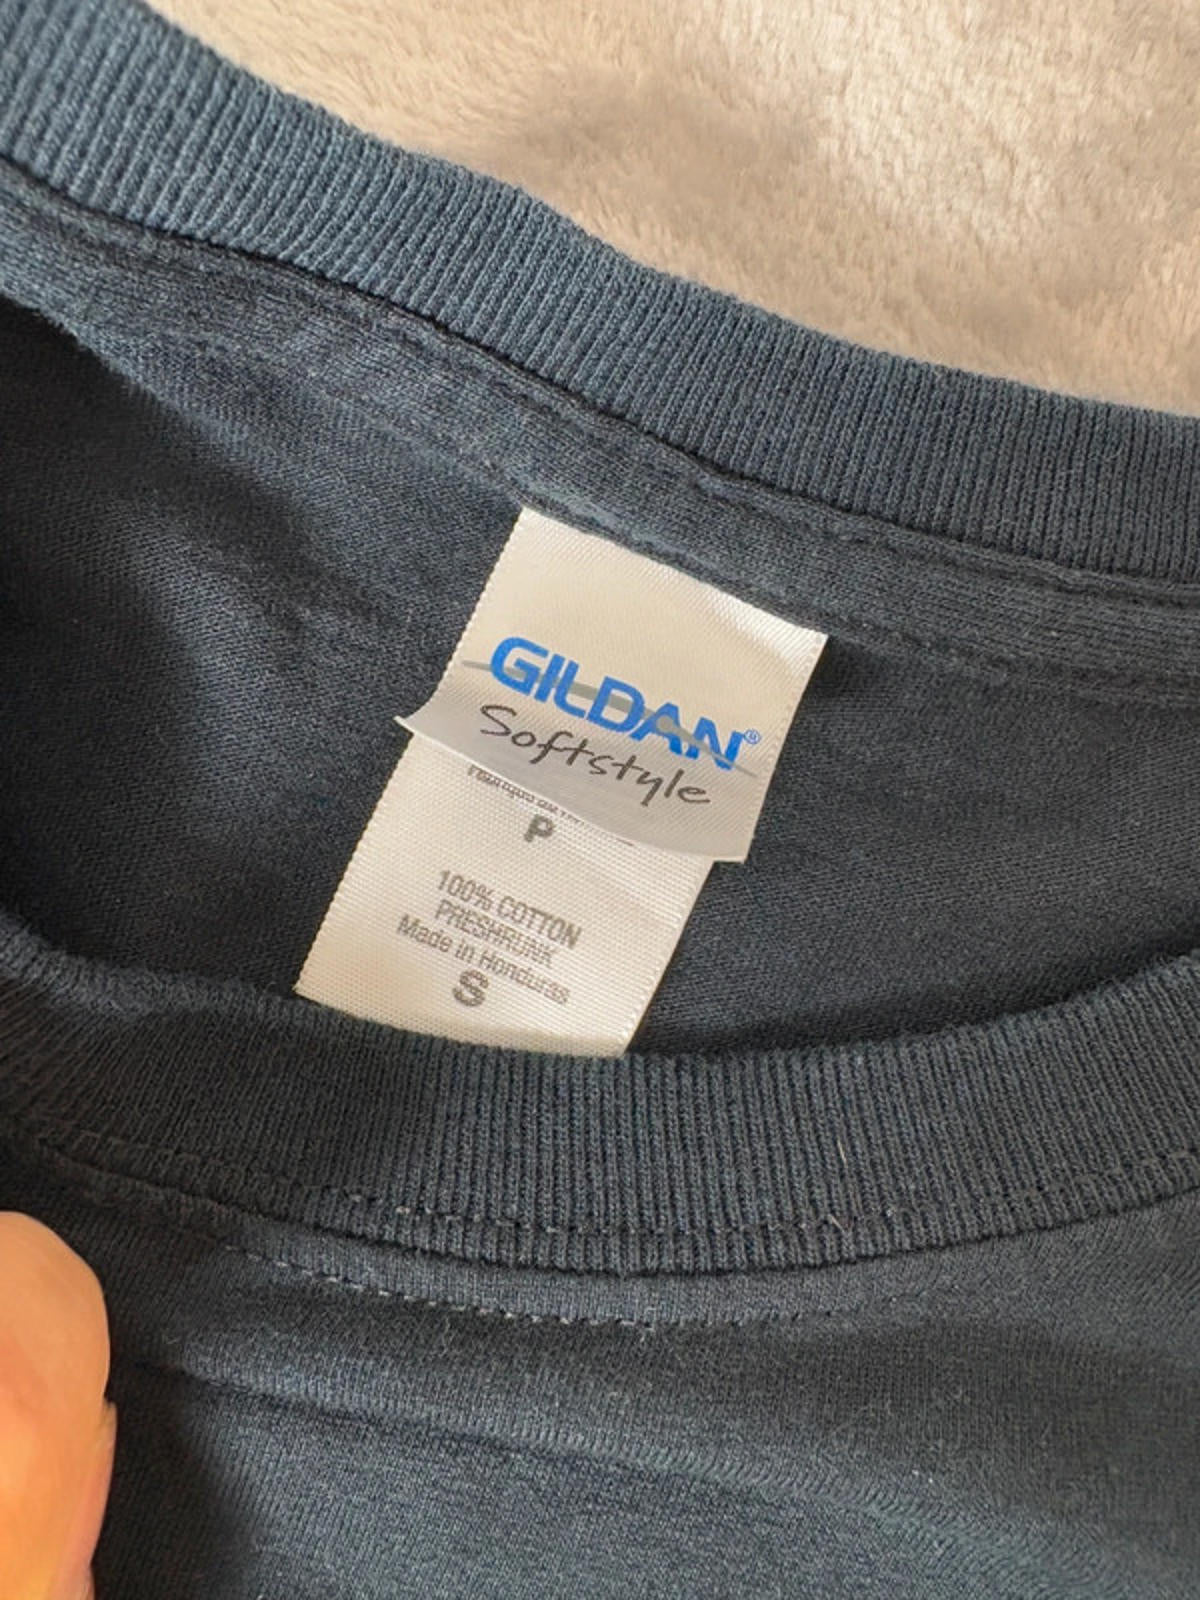 GILDAN®
Softstyle
P
100% COTTON
PRESHRUNK
Made in Honduras
S